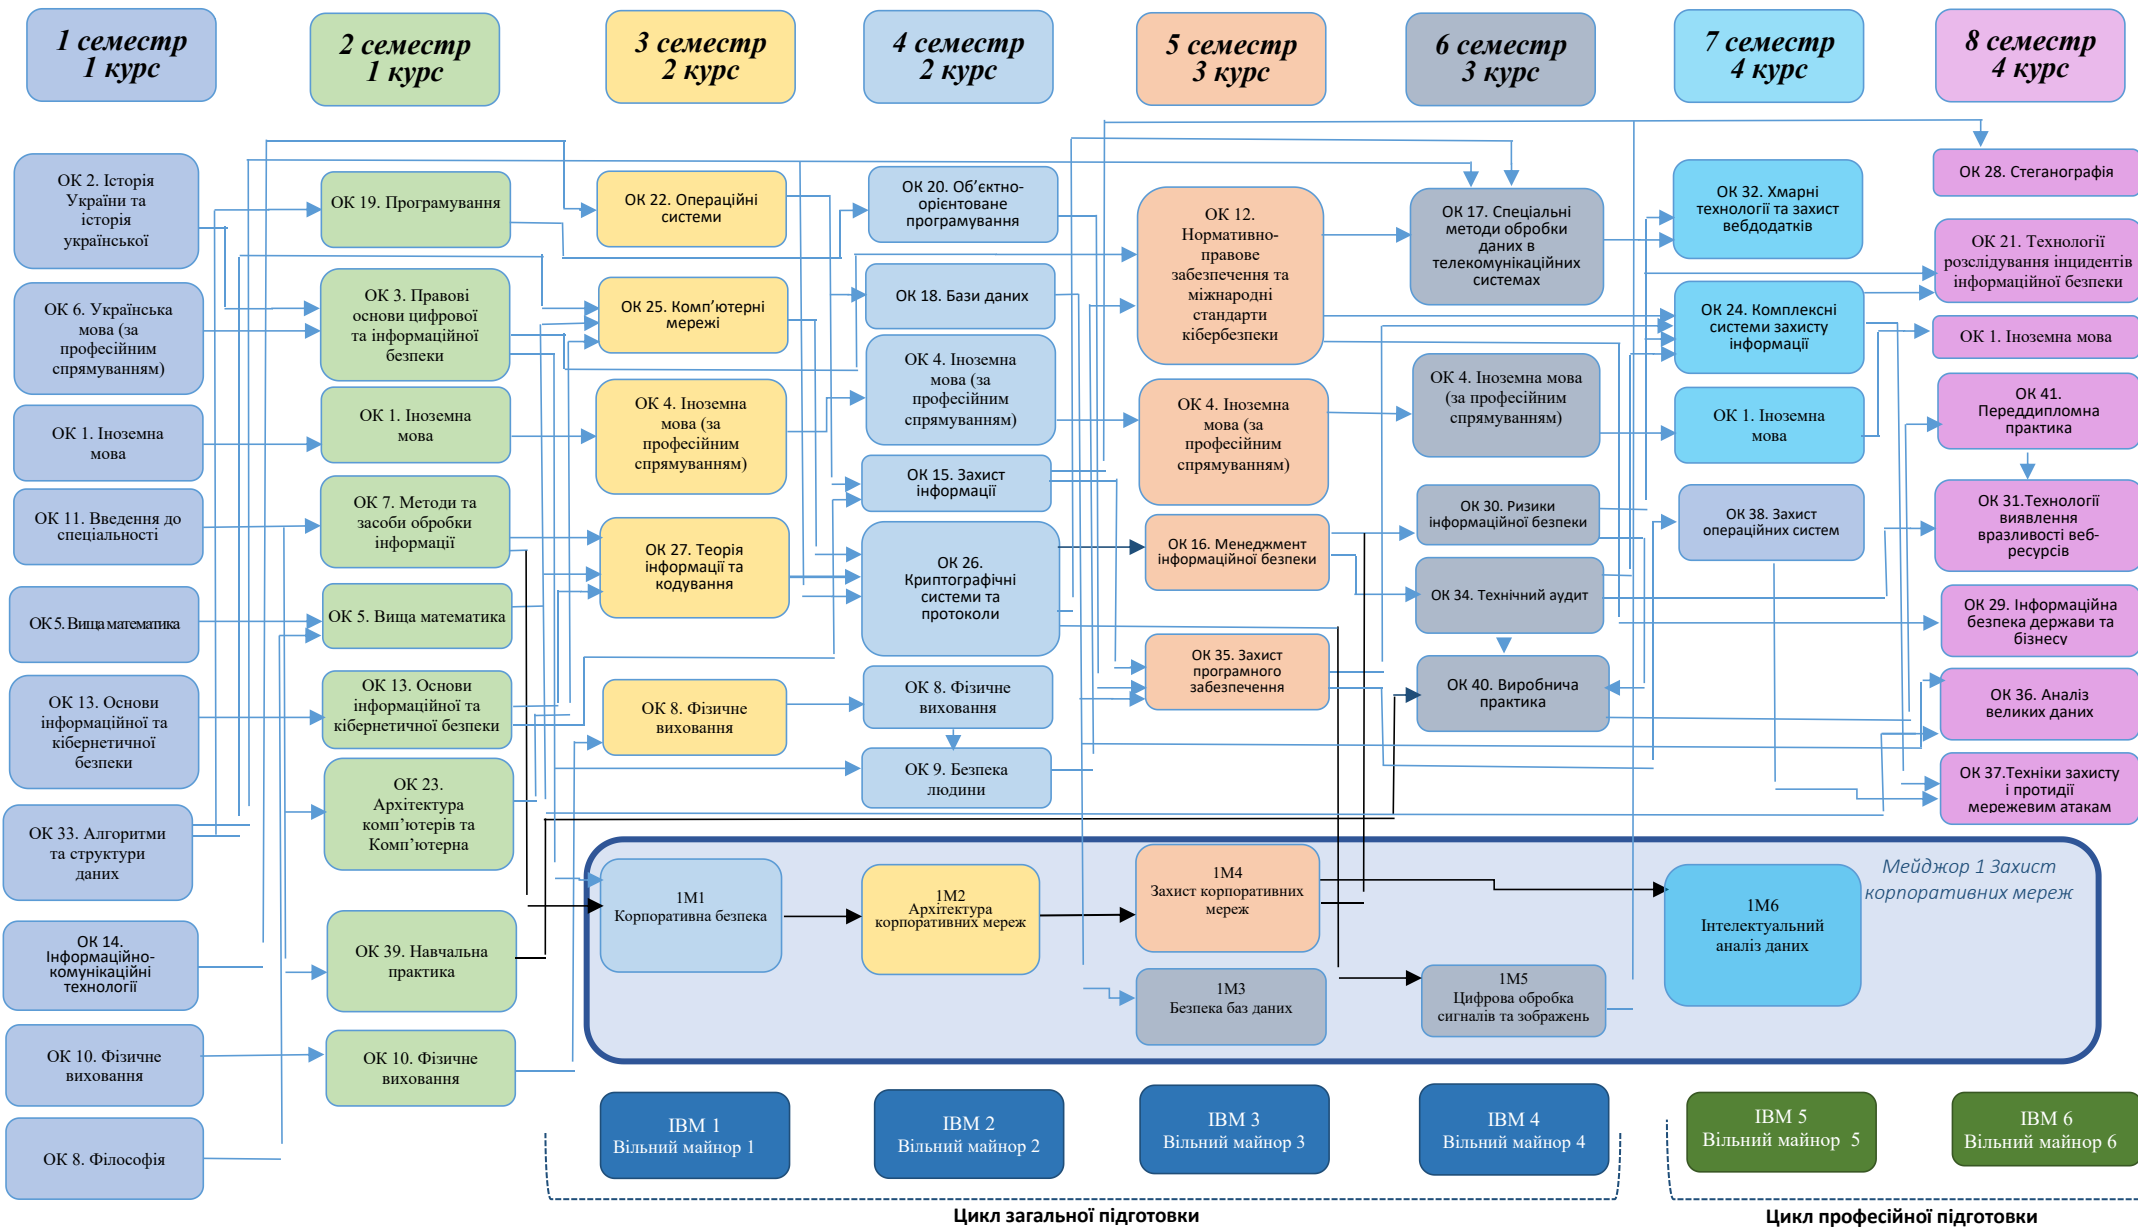 1 семестр
1 курс
2 семестр
1 курс
3 семестр
2 курс
4 семестр
2 курс
5 семестр
3 курс
6 семестр
3 курс
7 семестр
4 курс
8 семестр
4 курс
ОК 2. Історія
України та
історія
української
ОК 6. Українська
мова (за
професійним
спрямуванням)
ОК 1. Іноземна
мова
ОК 11. Введення до
спеціальності
ОК 5. Вища математика
ОК 13. Основи
інформаційної та
кібернетичної
безпеки
ОК 33. Алгоритми
та структури
даних
ОК 14.
Інформаційно-
комунікаційні
технології
ОК 10. Фізичне
виховання
ОК 8. Філософія
ОК 19. Програмування
ОК 3. Правові
основи цифрової
та інформаційної
безпеки
ОК 1. Іноземна
мова
ОК 7. Методи та
засоби обробки
інформації
ОК 5. Вища математика
ОК 13. Основи
інформаційної та
кібернетичної безпеки
ОК 23.
Архітектура
комп’ютерів та
Комп’ютерна
ОК 39. Навчальна
практика
ОК 10. Фізичне
виховання
ОК 22. Операційні
системи
ОК 25. Комп’ютерні
мережі
ОК 4. Іноземна
мова (за
професійним
спрямуванням)
ОК 27. Теорія
інформації та
кодування
ОК 8. Фізичне
виховання
ОК 20. Об’єктно-
орієнтоване
програмування
ОК 18. Бази даних
ОК 4. Іноземна
мова (за
професійним
спрямуванням)
ОК 15. Захист
інформації
ОК 26.
Криптографічні
системи та
протоколи
ОК 8. Фізичне
виховання
ОК 9. Безпека
людини
ОК 12.
Нормативно-
правове
забезпечення та
міжнародні
стандарти
кібербезпеки
ОК 4. Іноземна
мова (за
професійним
спрямуванням)
ОК 16. Менеджмент
інформаційної безпеки
ОК 35. Захист
програмного
забезпечення
ОК 17. Спеціальні
методи обробки
даних в
телекомунікаційних
системах
ОК 4. Іноземна мова
(за професійним
спрямуванням)
ОК 30. Ризики
інформаційної безпеки
ОК 34. Технічний аудит
ОК 40. Виробнича
практика
ОК 32. Хмарні
технології та захист
вебдодатків
ОК 24. Комплексні
системи захисту
інформації
ОК 1. Іноземна
мова
ОК 38. Захист
операційних систем
ОК 28. Стеганографія
ОК 21. Технології
розслідування інцидентів
інформаційної безпеки
ОК 1. Іноземна мова
ОК 41.
Переддипломна
практика
ОК 31.Технології
виявлення
вразливості веб-
ресурсів
ОК 29. Інформаційна
безпека держави та
бізнесу
ОК 36. Аналіз
великих даних
ОК 37.Техніки захисту
і протидії
мережевим атакам
Мейджор 1 Захист
корпоративних мереж
1М1
Корпоративна безпека
1М2
Архітектура
корпоративних мереж
1М4
Захист корпоративних
мереж
1М3
Безпека баз даних
1М5
Цифрова обробка
сигналів та зображень
1М6
Інтелектуальний
аналіз даних
ІВМ 1
Вільний майнор 1
ІВМ 2
Вільний майнор 2
ІВМ 3
Вільний майнор 3
ІВМ 4
Вільний майнор 4
ІВМ 5
Вільний майнор 5
ІВМ 6
Вільний майнор 6
Цикл загальної підготовки
Цикл професійної підготовки